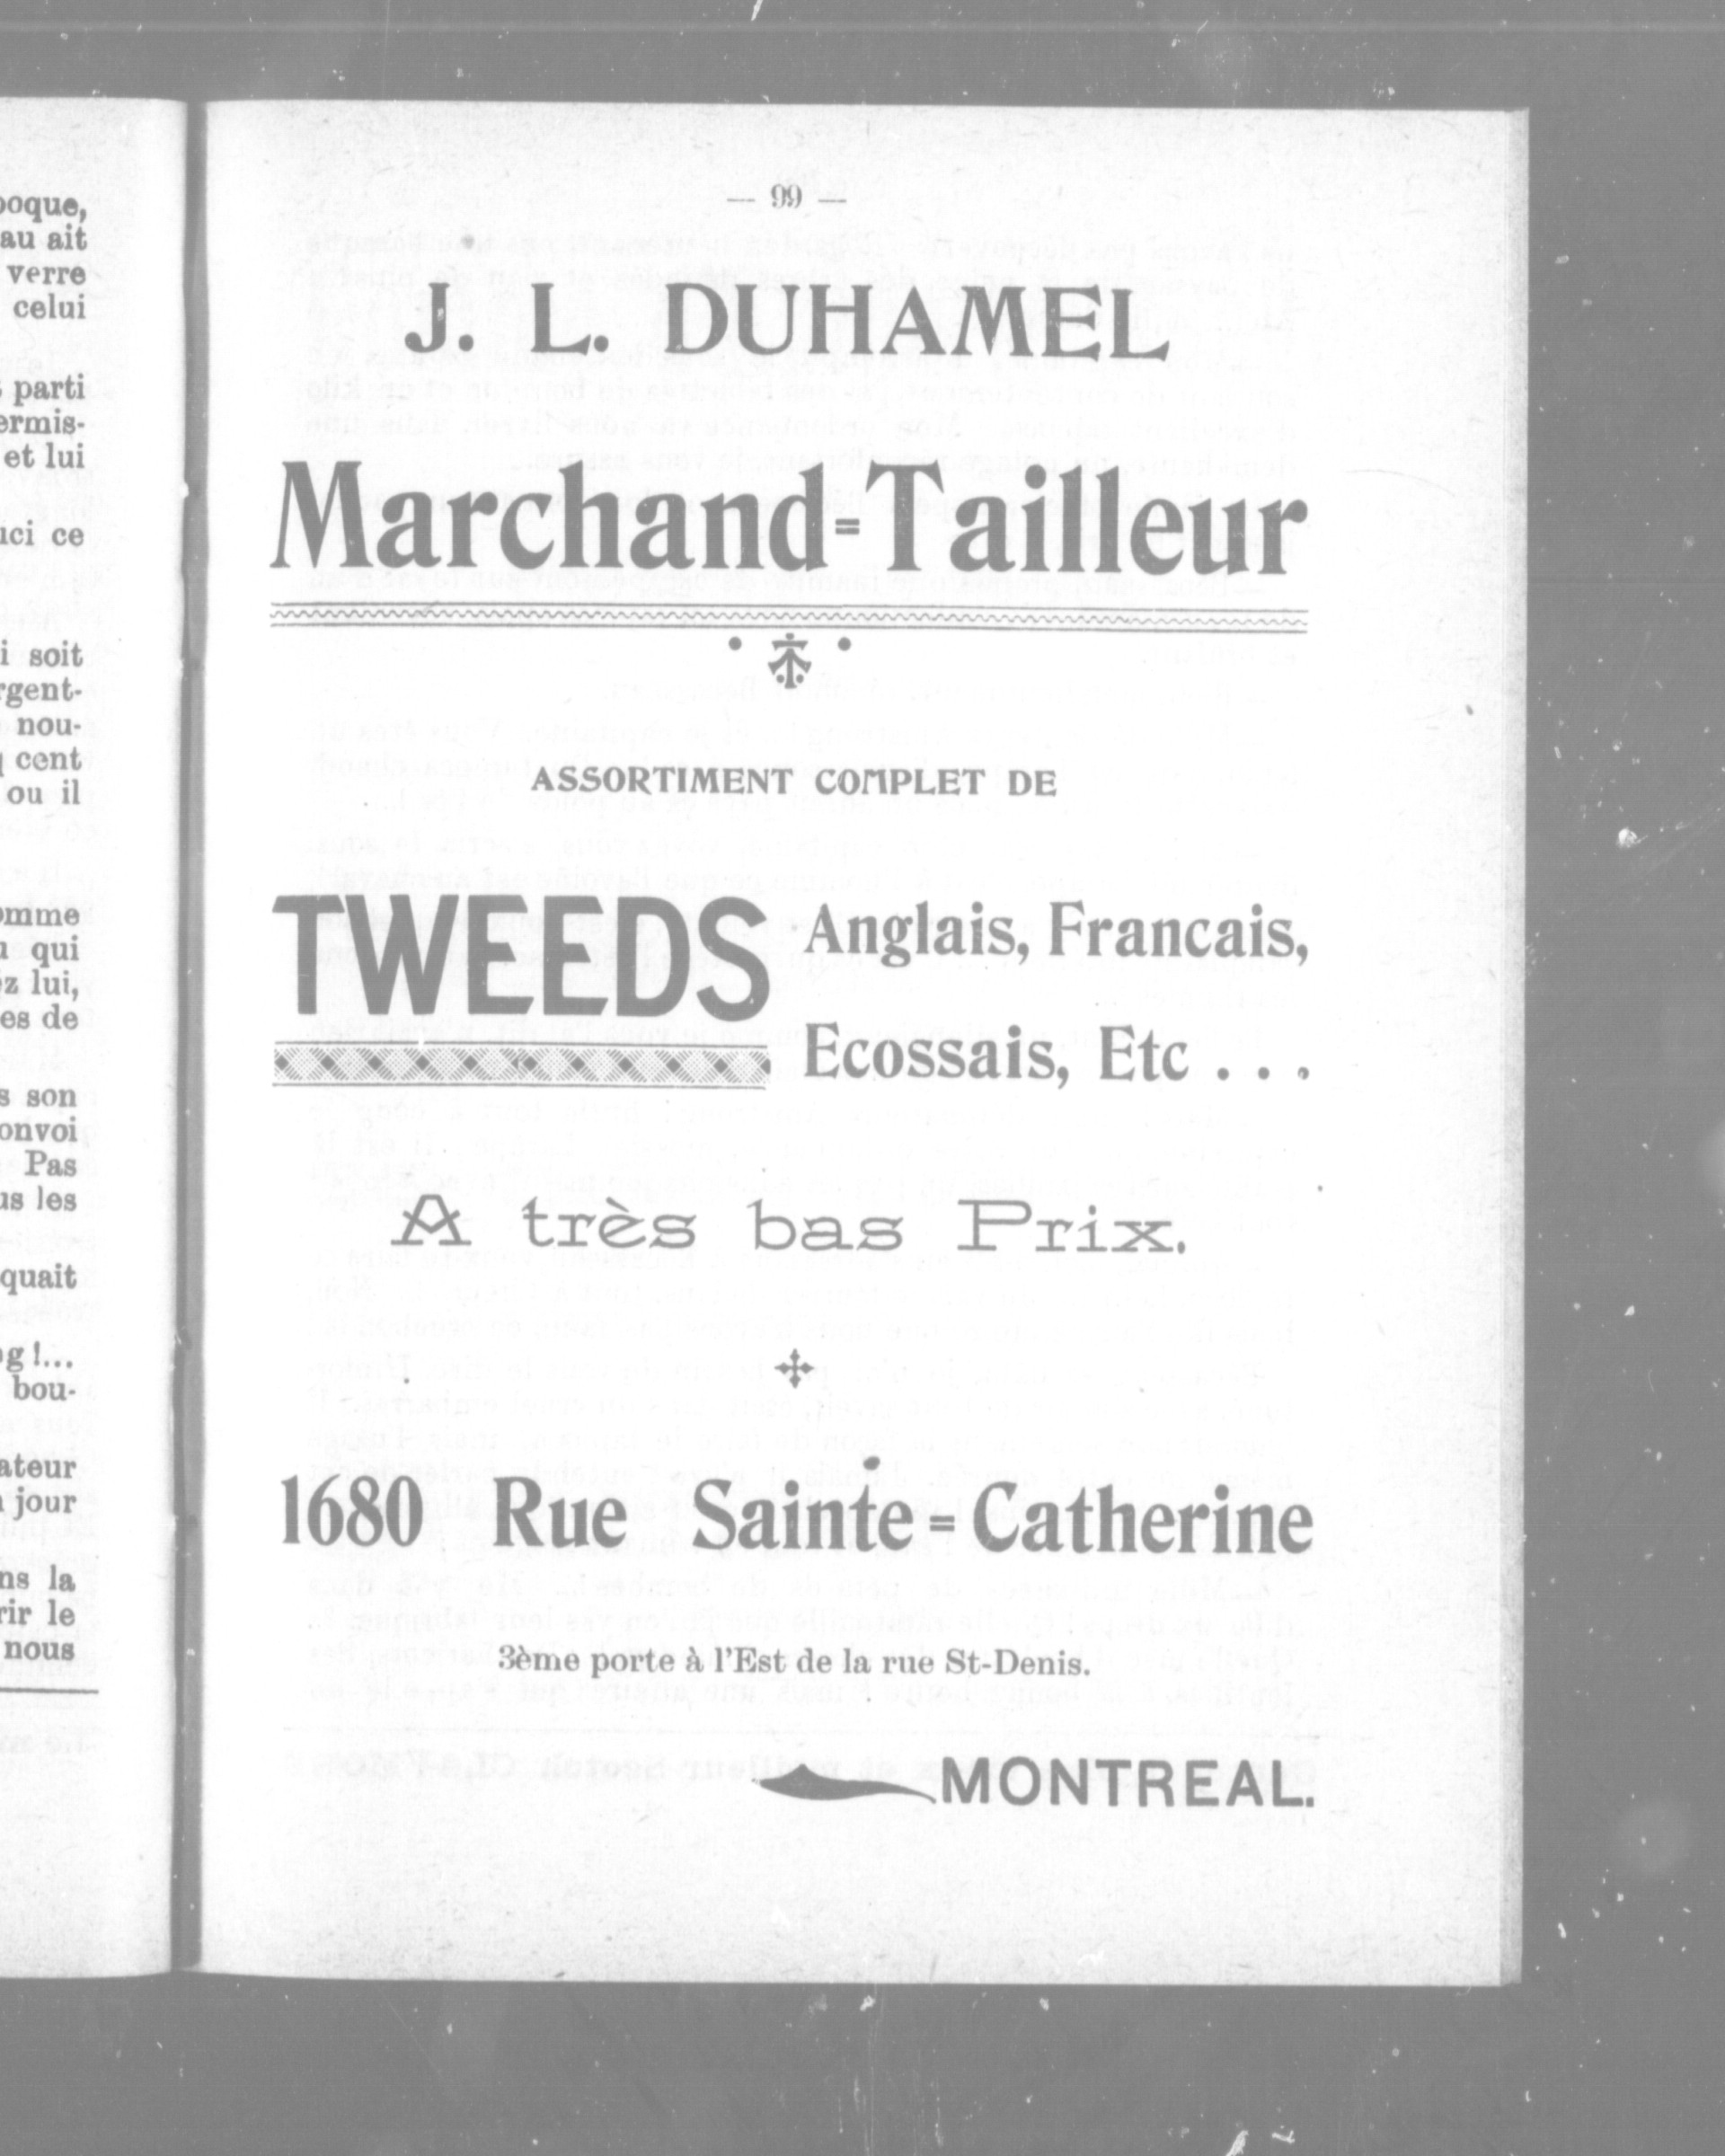 poque,
au ait
verre
celui
parti
ermis-
et lui
uci ce
i soit
rgent-
nou-
cent
ou il
omme
qui
ez lui,
es de
s son
onvoi
Pas
us les
quait
ng !...
bou-
ateur
jour
ns la
rir le
nous
— 99 —
J. L. DUHAMEL
Marchand=Tailleur
ASSORTIMENT COMPLET DE
TWEEDS Anglais, Francais,
Ecossais, Etc . . .
A très bas Prix.
1680 Rue Sainte=Catherine
3ème porte à l'Est de la rue St-Denis.
MONTREAL.